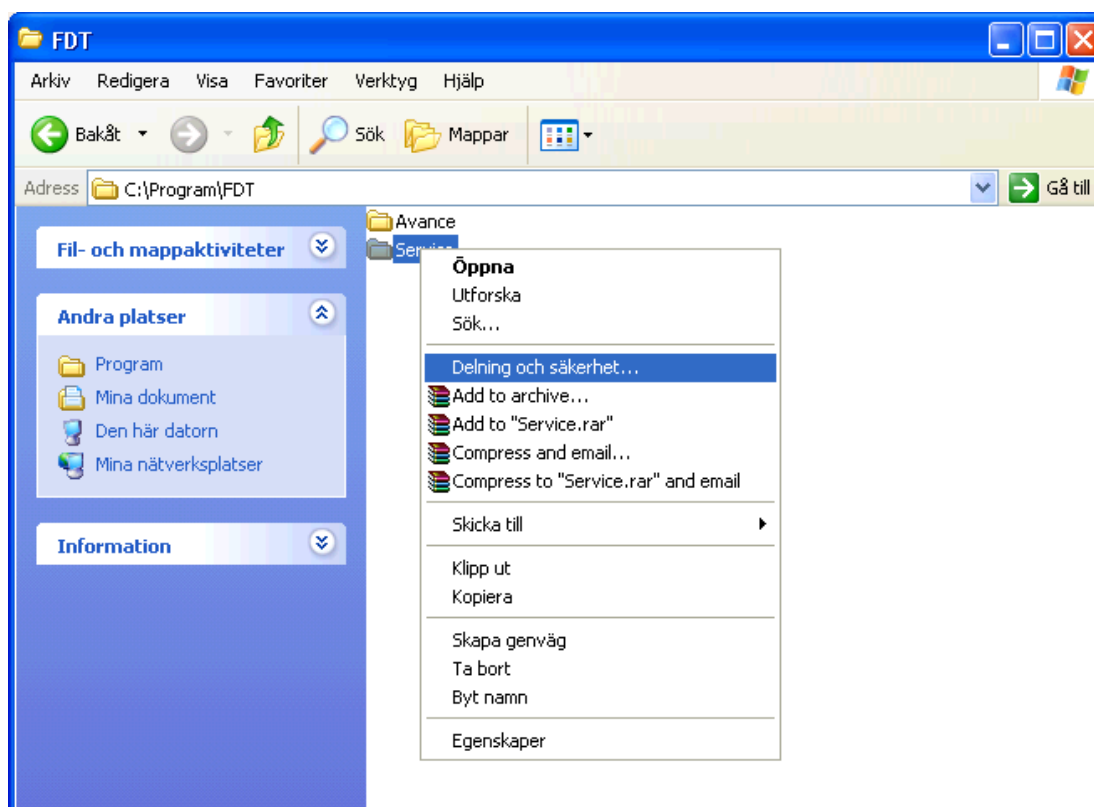 FDT
Arkiv Redigera Visa Favoriter Verktyg Hjälp
Bakåt Sök Mappar
Adress C:\Program\FDT Gå till
Fil- och mappaktiviteter
Andra platser
Program
Mina dokument
Den här datorn
Mina nätverksplatser
Information
Avance
Service
Öppna
Utforska
Sök...
Delning och säkerhet...
Add to archive...
Add to "Service.rar"
Compress and email...
Compress to "Service.rar" and email
Skicka till
Klipp ut
Kopiera
Skapa genväg
Ta bort
Byt namn
Egenskaper